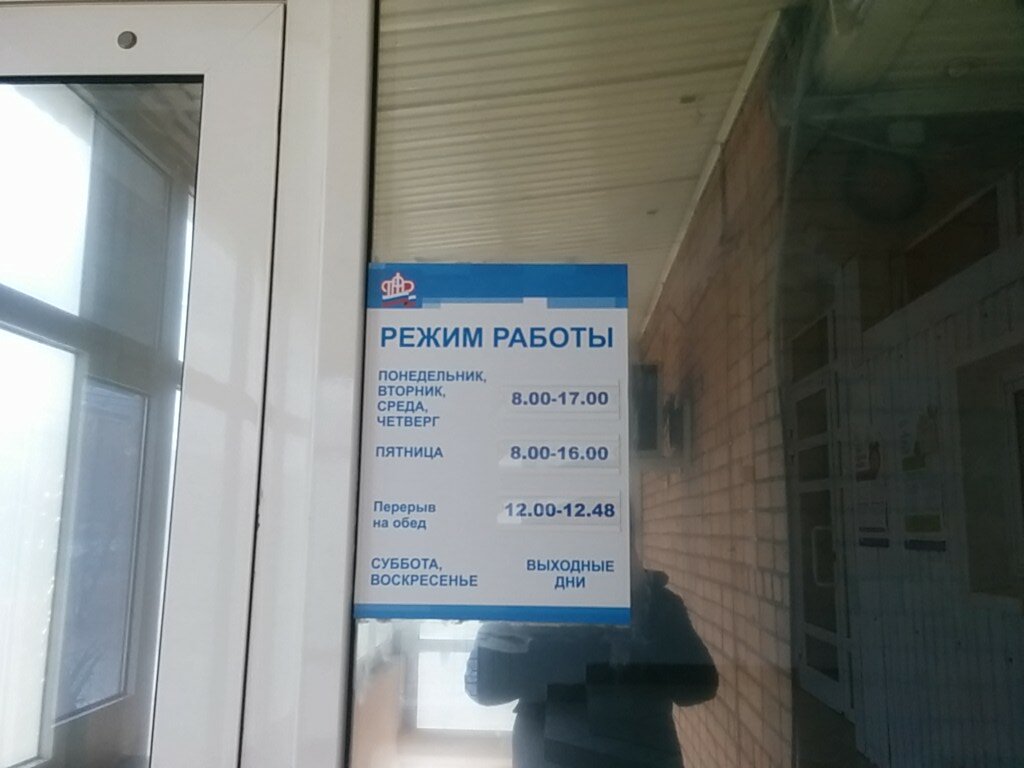 РЕЖИМ РАБОТЫ
ПОНЕДЕЛЬНИК,
ВТОРНИК,
СРЕДА,
ЧЕТВЕРГ
8.00-17.00
ПЯТНИЦА
8.00-16.00
Перерыв
на обед
12.00-12.48
СУББОТА,
ВОСКРЕСЕНЬЕ
ВЫХОДНЫЕ
ДНИ